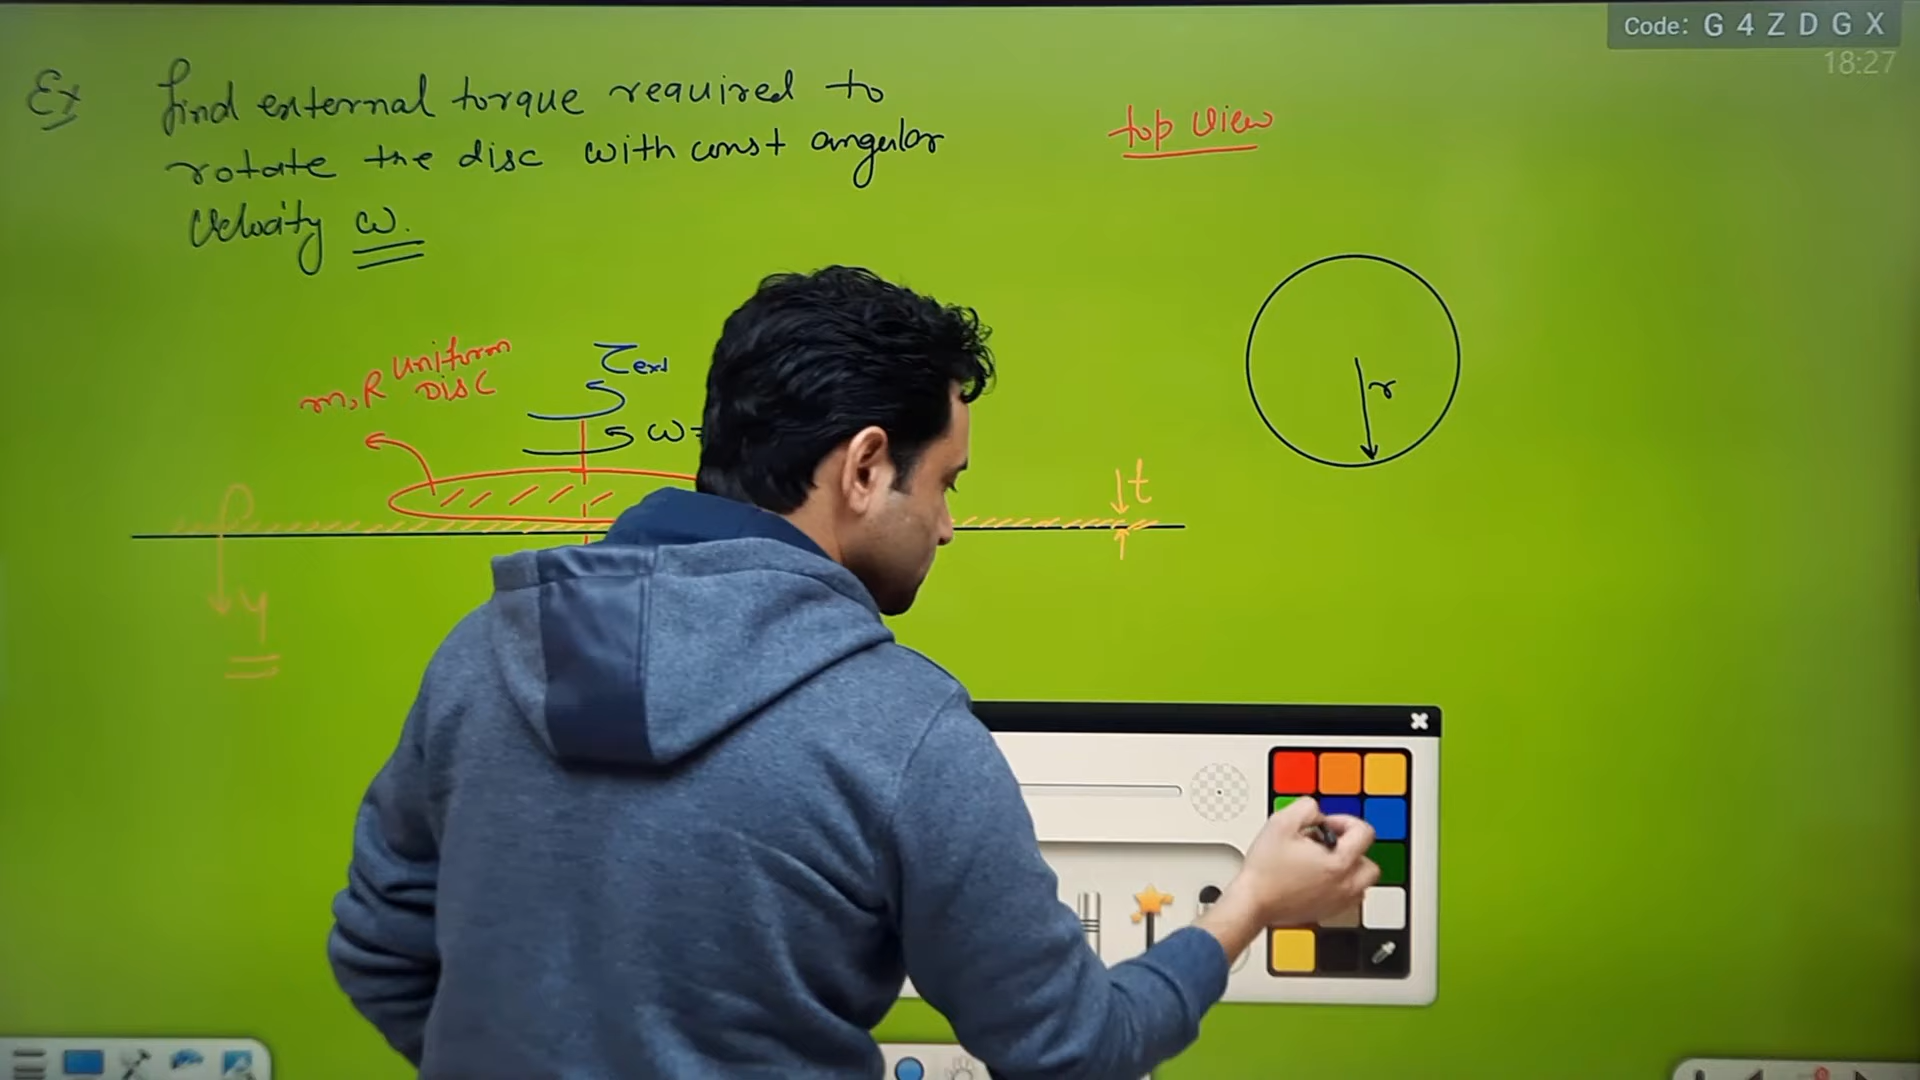 Code: G 4 Z D G X
18:27
Ex find external torque required to
rotate the disc with const angular
velocity ω.
top view
m, R uniform
DISC
τext
ω=
r
t